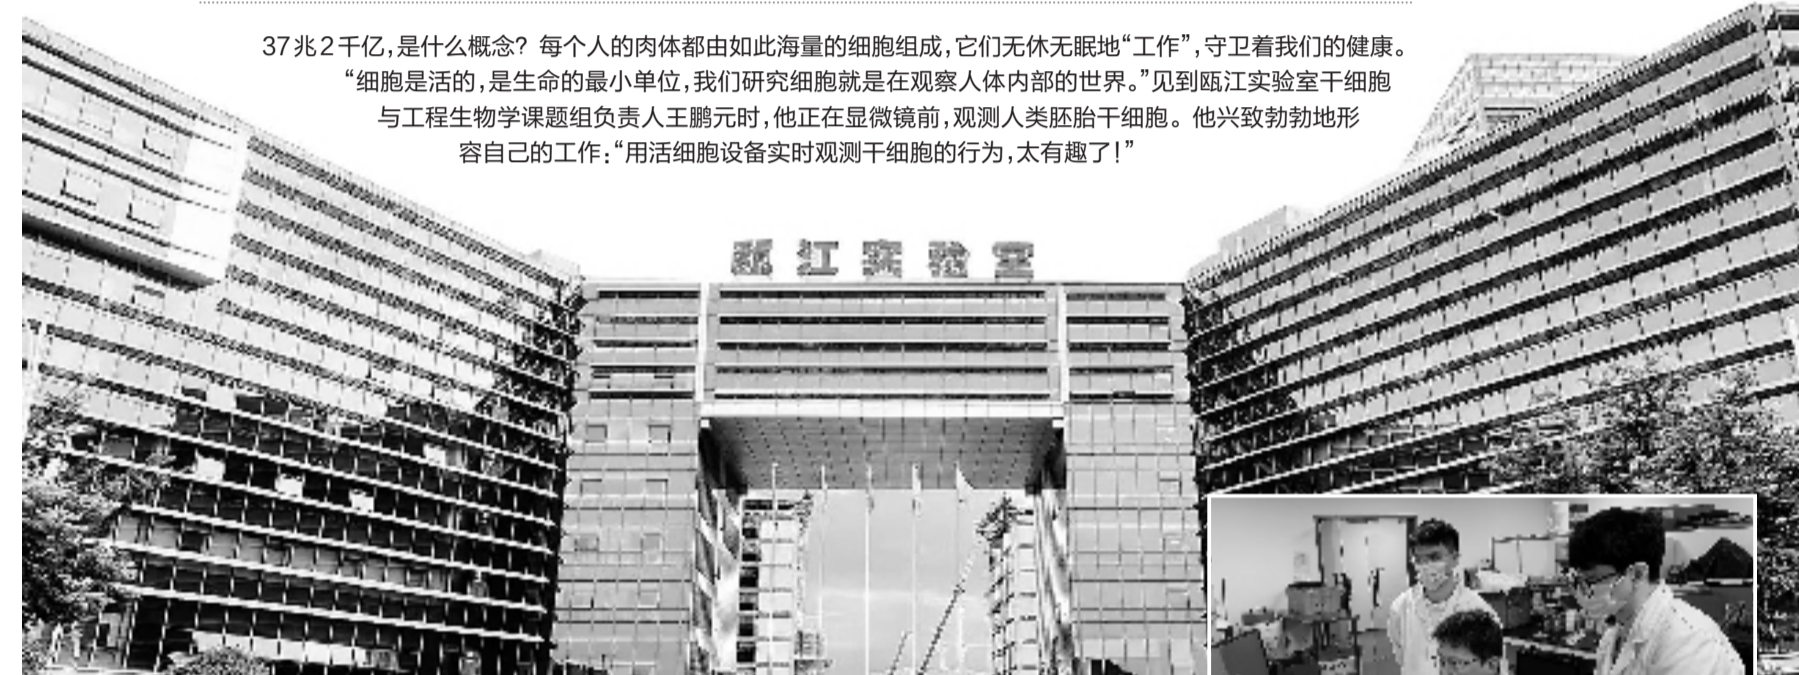 37兆2千亿,是什么概念？每个人的肉体都由如此海量的细胞组成,它们无休无眠地“工作”,守卫着我们的健康。
“细胞是活的,是生命的最小单位,我们研究细胞就是在观察人体内部的世界。”见到瓯江实验室干细胞
与工程生物学课题组负责人王鹏元时,他正在显微镜前,观测人类胚胎干细胞。他兴致勃勃地形
容自己的工作:“用活细胞设备实时观测干细胞的行为,太有趣了!”
瓯江实验室